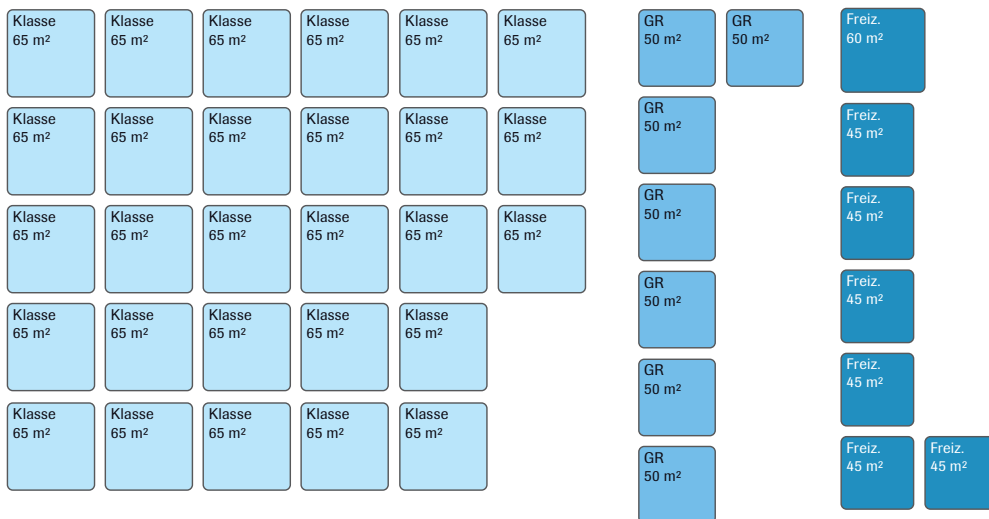 Klasse
65 m²
Klasse
65 m²
Klasse
65 m²
Klasse
65 m²
Klasse
65 m²
Klasse
65 m²
GR
50 m²
GR
50 m²
Freiz.
60 m²
Klasse
65 m²
Klasse
65 m²
Klasse
65 m²
Klasse
65 m²
Klasse
65 m²
Klasse
65 m²
GR
50 m²
Freiz.
45 m²
Klasse
65 m²
Klasse
65 m²
Klasse
65 m²
Klasse
65 m²
Klasse
65 m²
Klasse
65 m²
GR
50 m²
Freiz.
45 m²
Klasse
65 m²
Klasse
65 m²
Klasse
65 m²
Klasse
65 m²
Klasse
65 m²
GR
50 m²
Freiz.
45 m²
Klasse
65 m²
Klasse
65 m²
Klasse
65 m²
Klasse
65 m²
Klasse
65 m²
GR
50 m²
Freiz.
45 m²
GR
50 m²
Freiz.
45 m²
Freiz.
45 m²